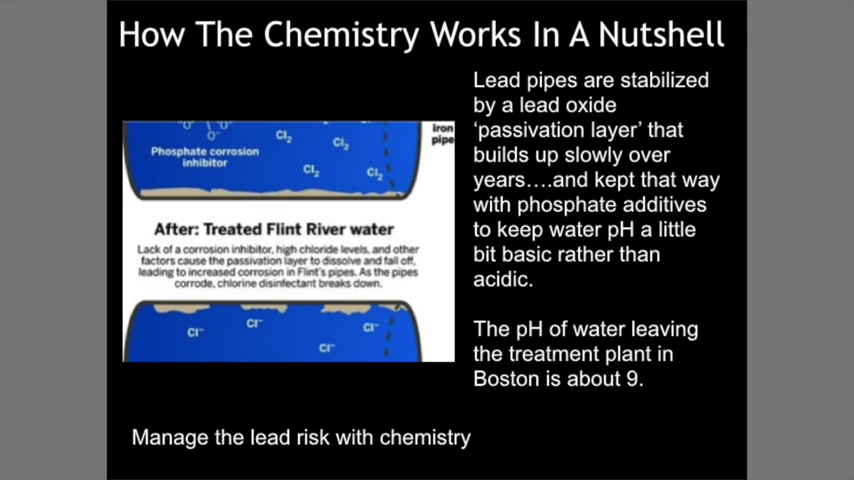 How The Chemistry Works In A Nutshell
Lead pipes are stabilized
by a lead oxide
‘passivation layer’ that
builds up slowly over
years….and kept that way
with phosphate additives
to keep water pH a little
bit basic rather than
acidic.
The pH of water leaving
the treatment plant in
Boston is about 9.
O⁻ O⁻
O⁻
Cl₂
Cl₂
Cl₂
Cl₂
iron
pipe
Phosphate corrosion
inhibitor
After: Treated Flint River water
Lack of a corrosion inhibitor, high chloride levels, and other
factors cause the passivation layer to dissolve and fall off,
leading to increased corrosion in Flint's pipes. As the pipes
corrode, chlorine disinfectant breaks down.
Cl⁻
Cl⁻
Cl⁻
Cl⁻
Manage the lead risk with chemistry